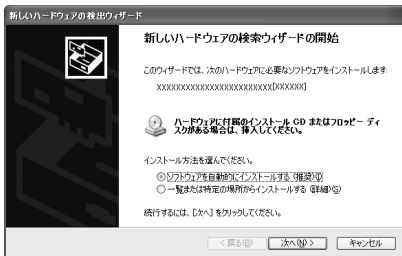 新しいハードウェアの検出ウィザード
新しいハードウェアの検索ウィザードの開始
このウィザードでは、次のハードウェアに必要なソフトウェアをインストールします:
XXXXXXXXXXXXXXXXXXXXXXXX[XXXXXX]
ハードウェアに付属のインストール CD またはフロッピー ディ
スクがある場合は、挿入してください。
インストール方法を選んでください。
ソフトウェアを自動的にインストールする (推奨)(I)
一覧または特定の場所からインストールする (詳細)(S)
続行するには、[次へ] をクリックしてください。
< 戻る(B) 次へ(N) > キャンセル